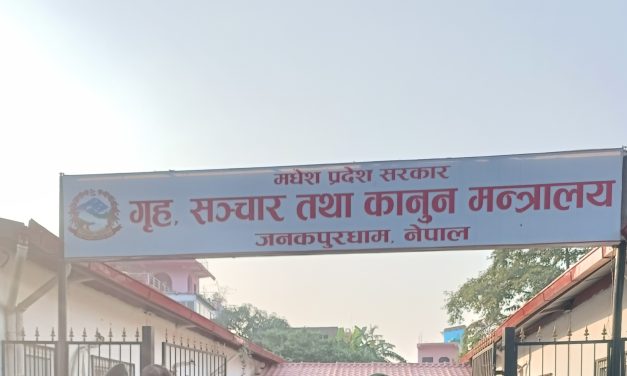 मधेश प्रदेश सरकार
गृह, सञ्चार तथा कानुन मन्त्रालय
जनकपुरधाम, नेपाल